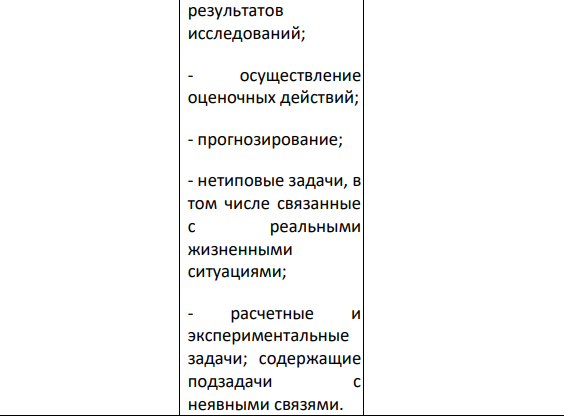 результатов
исследований;
- осуществление
оценочных действий;
- прогнозирование;
- нетиповые задачи, в
том числе связанные
с реальными
жизненными
ситуациями;
- расчетные и
экспериментальные
задачи; содержащие
подзадачи с
неявными связями.